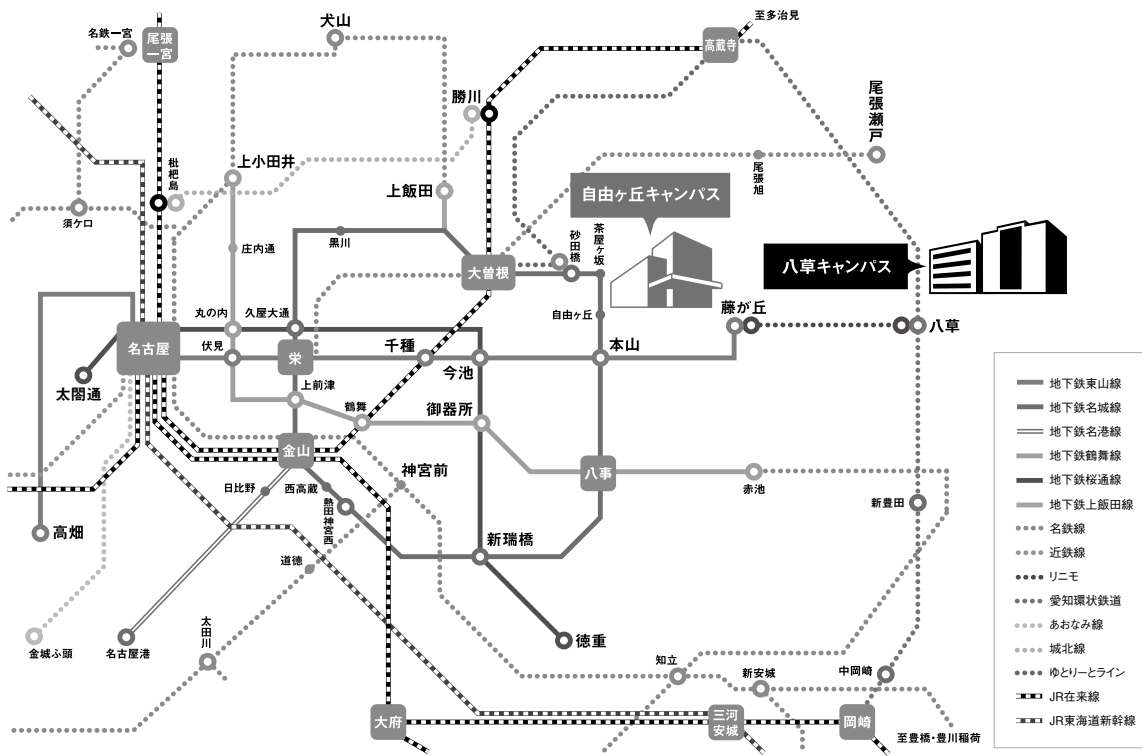 至多治見
犬山
名鉄一宮
尾張
一宮
高蔵寺
尾張瀬戸
勝川
上小田井
枇杷島
上飯田
尾張旭
自由ヶ丘キャンパス
須ケ口
庄内通
黒川
砂田橋
茶屋ヶ坂
大曽根
八草キャンパス
丸の内
久屋大通
自由ヶ丘
藤が丘
八草
名古屋
伏見
栄
千種
今池
本山
太閤通
上前津
鶴舞
御器所
金山
神宮前
八事
赤池
日比野
西高蔵
熱田神宮西
新豊田
高畑
新瑞橋
道徳
太田川
金城ふ頭
名古屋港
徳重
知立
新安城
中岡崎
大府
三河
安城
岡崎
至豊橋・豊川稲荷
地下鉄東山線
地下鉄名城線
地下鉄名港線
地下鉄鶴舞線
地下鉄桜通線
地下鉄上飯田線
名鉄線
近鉄線
リニモ
愛知環状鉄道
あおなみ線
城北線
ゆとりーとライン
JR在来線
JR東海道新幹線